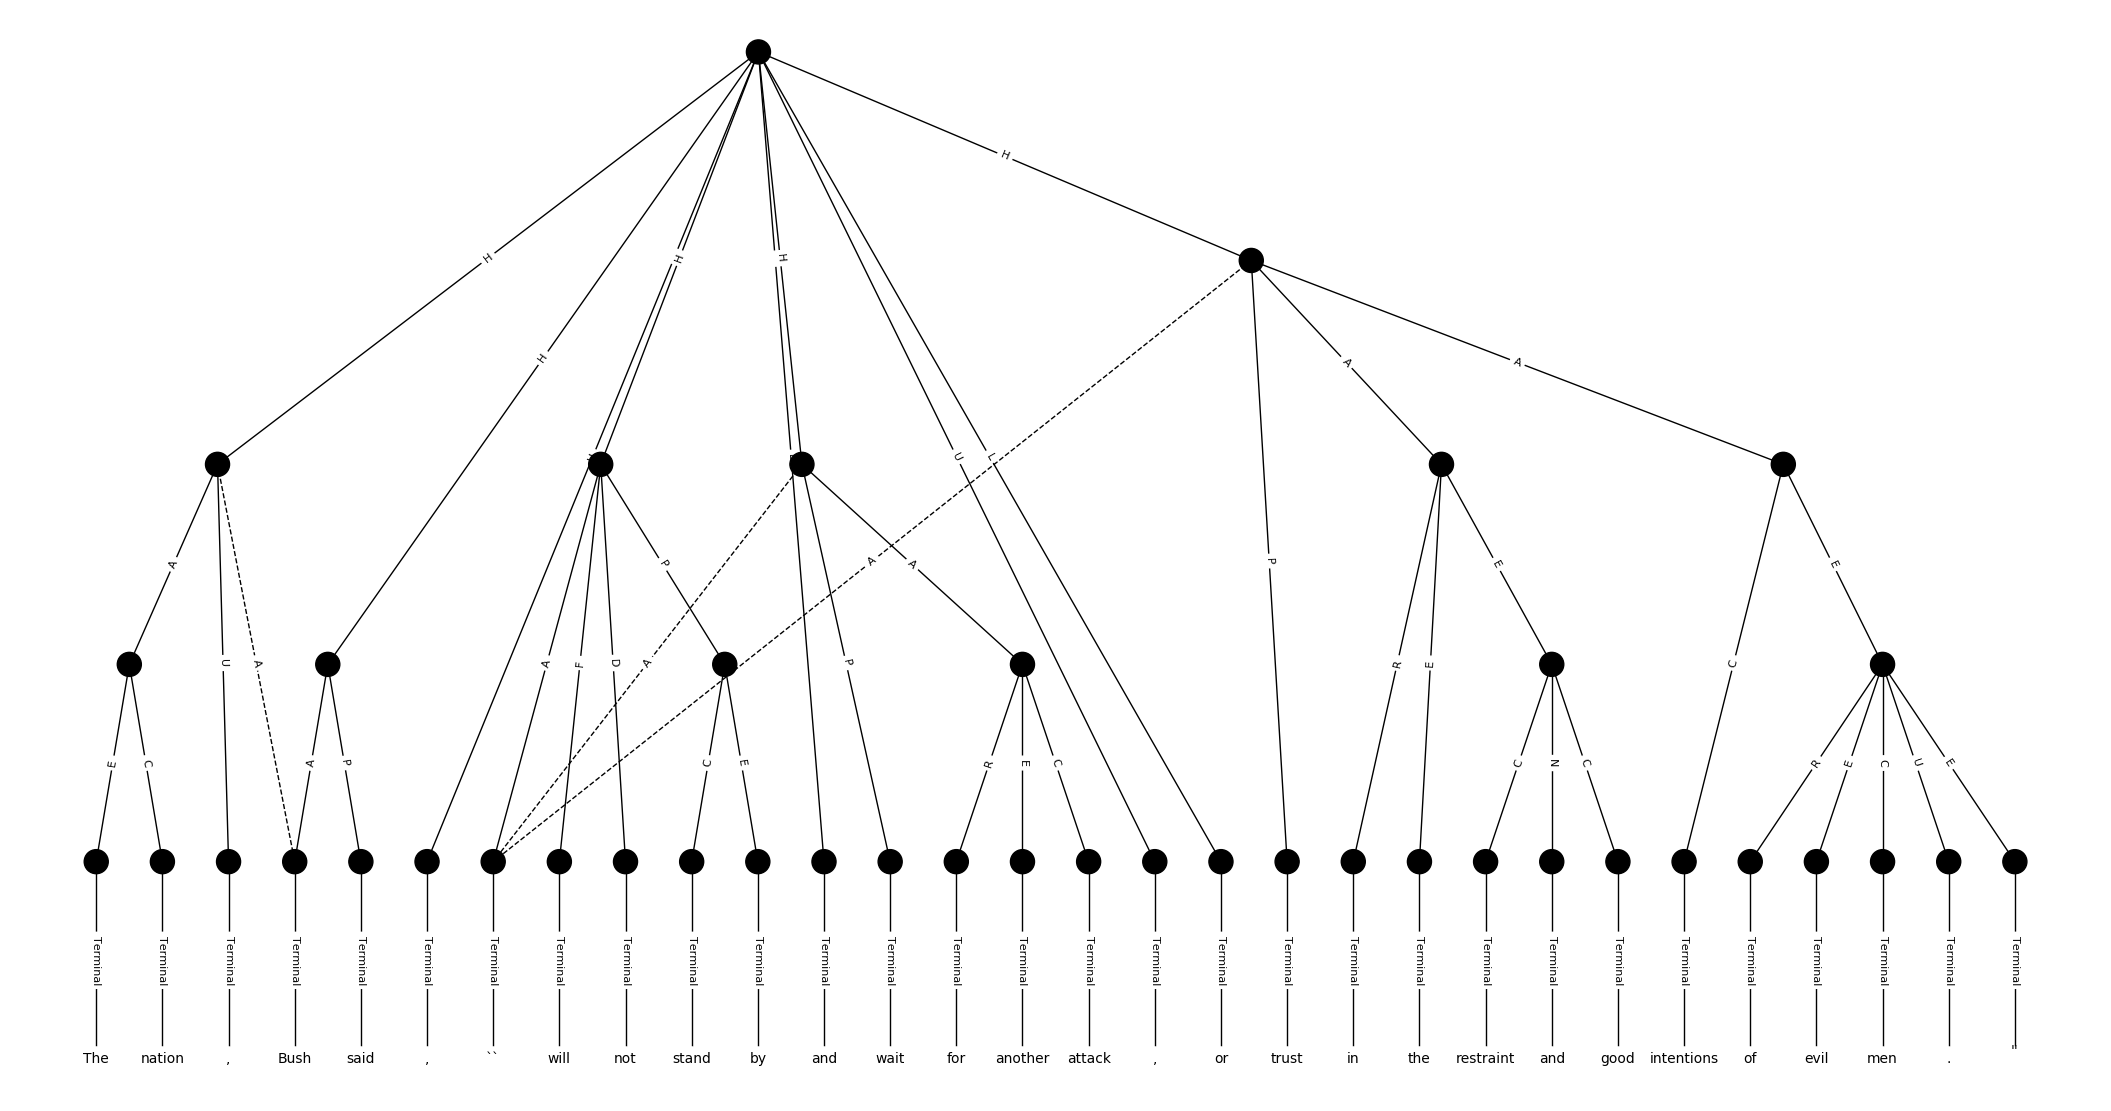 H
H
H
H
H
A
A
U
L
A
P
A
A
P
E
E
A
U
A
A
F
D
A
P
R
E
C
E
C
A
P
C
E
R
E
C
C
N
C
R
E
C
U
E
Terminal Terminal Terminal Terminal Terminal Terminal Terminal Terminal Terminal Terminal Terminal Terminal Terminal Terminal Terminal Terminal Terminal Terminal Terminal Terminal Terminal Terminal Terminal Terminal Terminal Terminal Terminal Terminal Terminal Terminal
The nation , Bush said , `` will not stand by and wait for another attack , or trust in the restraint and good intentions of evil men . "